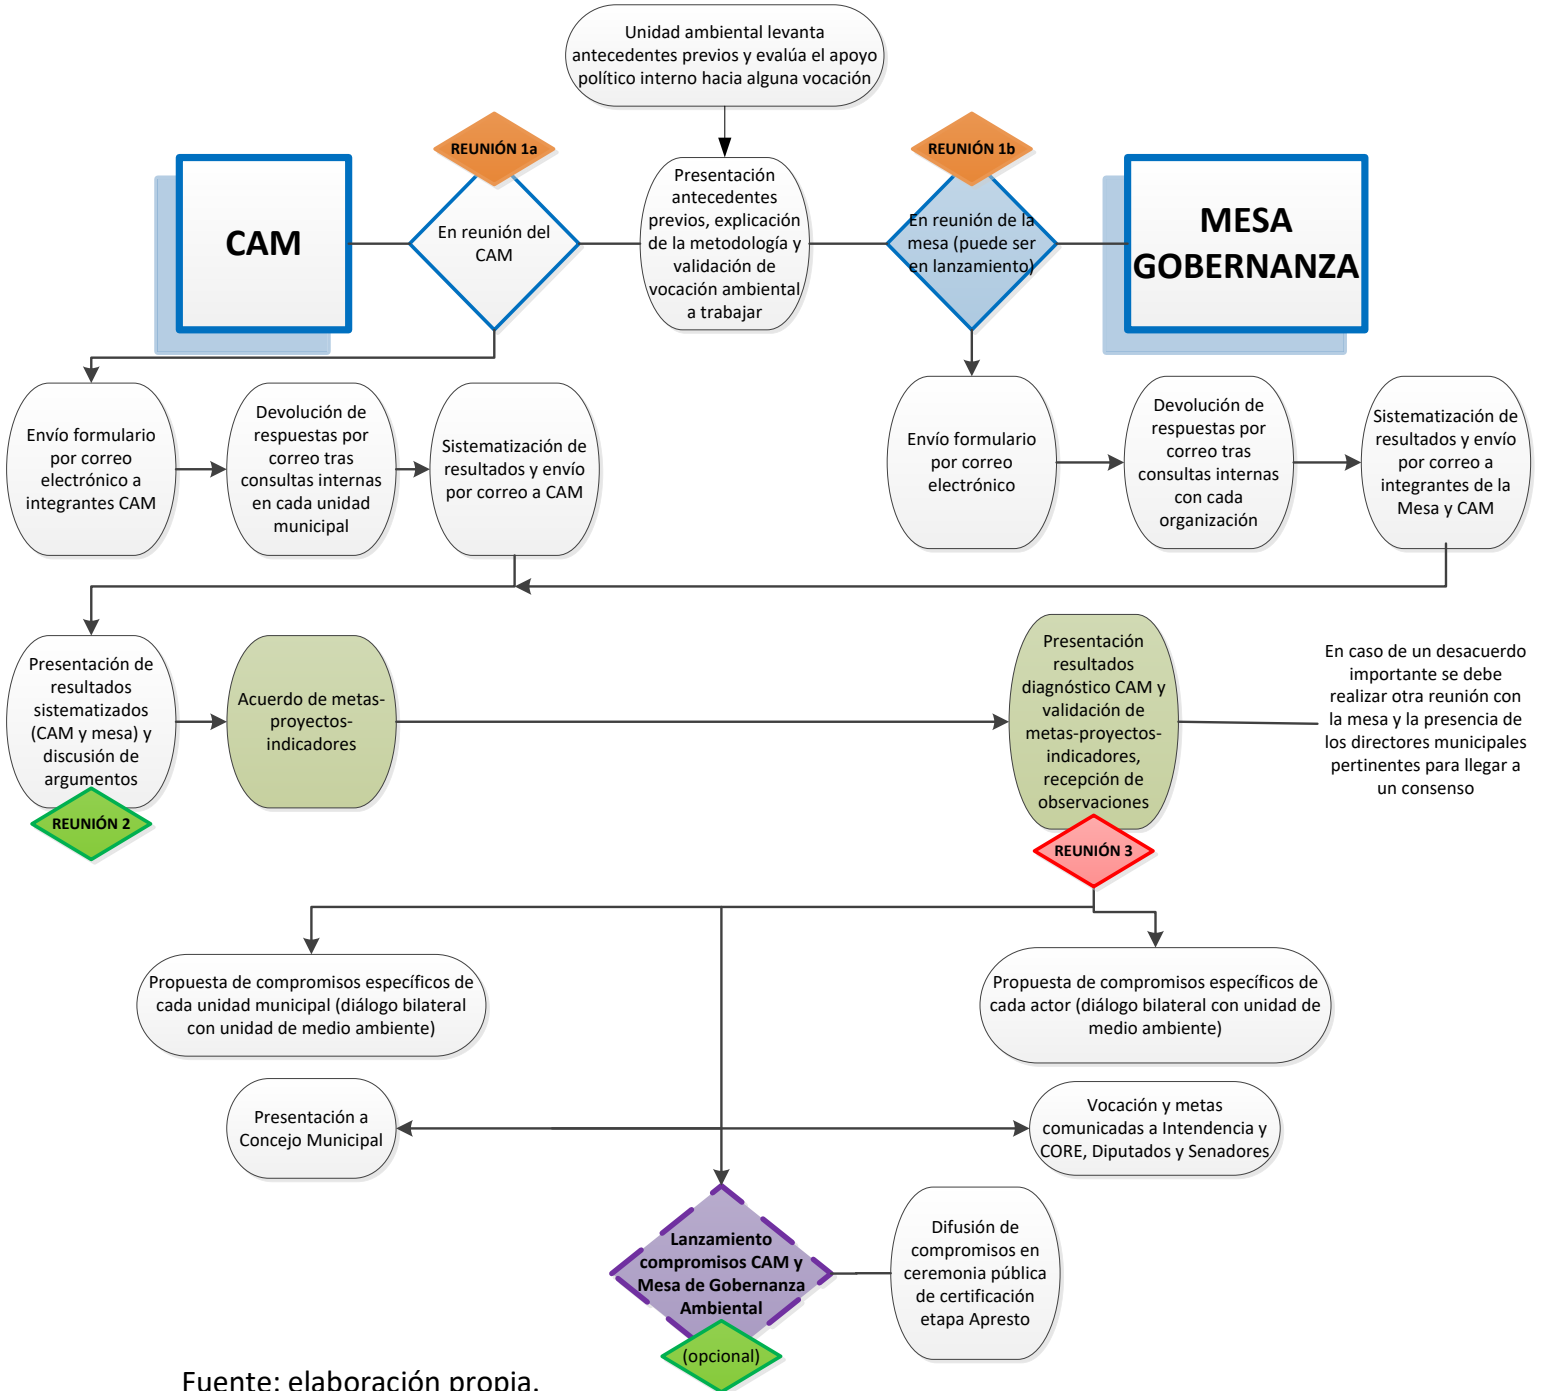 Unidad ambiental levanta
antecedentes previos y evalúa el apoyo
político interno hacia alguna vocación
REUNIÓN 1a
REUNIÓN 1b
CAM
En reunión del
CAM
Presentación
antecedentes
previos, explicación
de la metodología y
validación de
vocación ambiental
a trabajar
En reunión de la
mesa (puede ser
en lanzamiento)
MESA
GOBERNANZA
Envío formulario
por correo
electrónico a
integrantes CAM
Devolución de
respuestas por
correo tras
consultas internas
en cada unidad
municipal
Sistematización de
resultados y envío
por correo a CAM
Envío formulario
por correo
electrónico
Devolución de
respuestas por
correo tras
consultas internas
con cada
organización
Sistematización de
resultados y envío
por correo a
integrantes de la
Mesa y CAM
Presentación de
resultados
sistematizados
(CAM y mesa) y
discusión de
argumentos
REUNIÓN 2
Acuerdo de metas-
proyectos-
indicadores
Presentación
resultados
diagnóstico CAM y
validación de
metas-proyectos-
indicadores,
recepción de
observaciones
REUNIÓN 3
En caso de un desacuerdo
importante se debe
realizar otra reunión con
la mesa y la presencia de
los directores municipales
pertinentes para llegar a
un consenso
Propuesta de compromisos específicos de
cada unidad municipal (diálogo bilateral
con unidad de medio ambiente)
Propuesta de compromisos específicos de
cada actor (diálogo bilateral con unidad de
medio ambiente)
Presentación a
Concejo Municipal
Vocación y metas
comunicadas a Intendencia y
CORE, Diputados y Senadores
Lanzamiento
compromisos CAM y
Mesa de Gobernanza
Ambiental
(opcional)
Difusión de
compromisos en
ceremonia pública
de certificación
etapa Apresto
Fuente: elaboración propia.